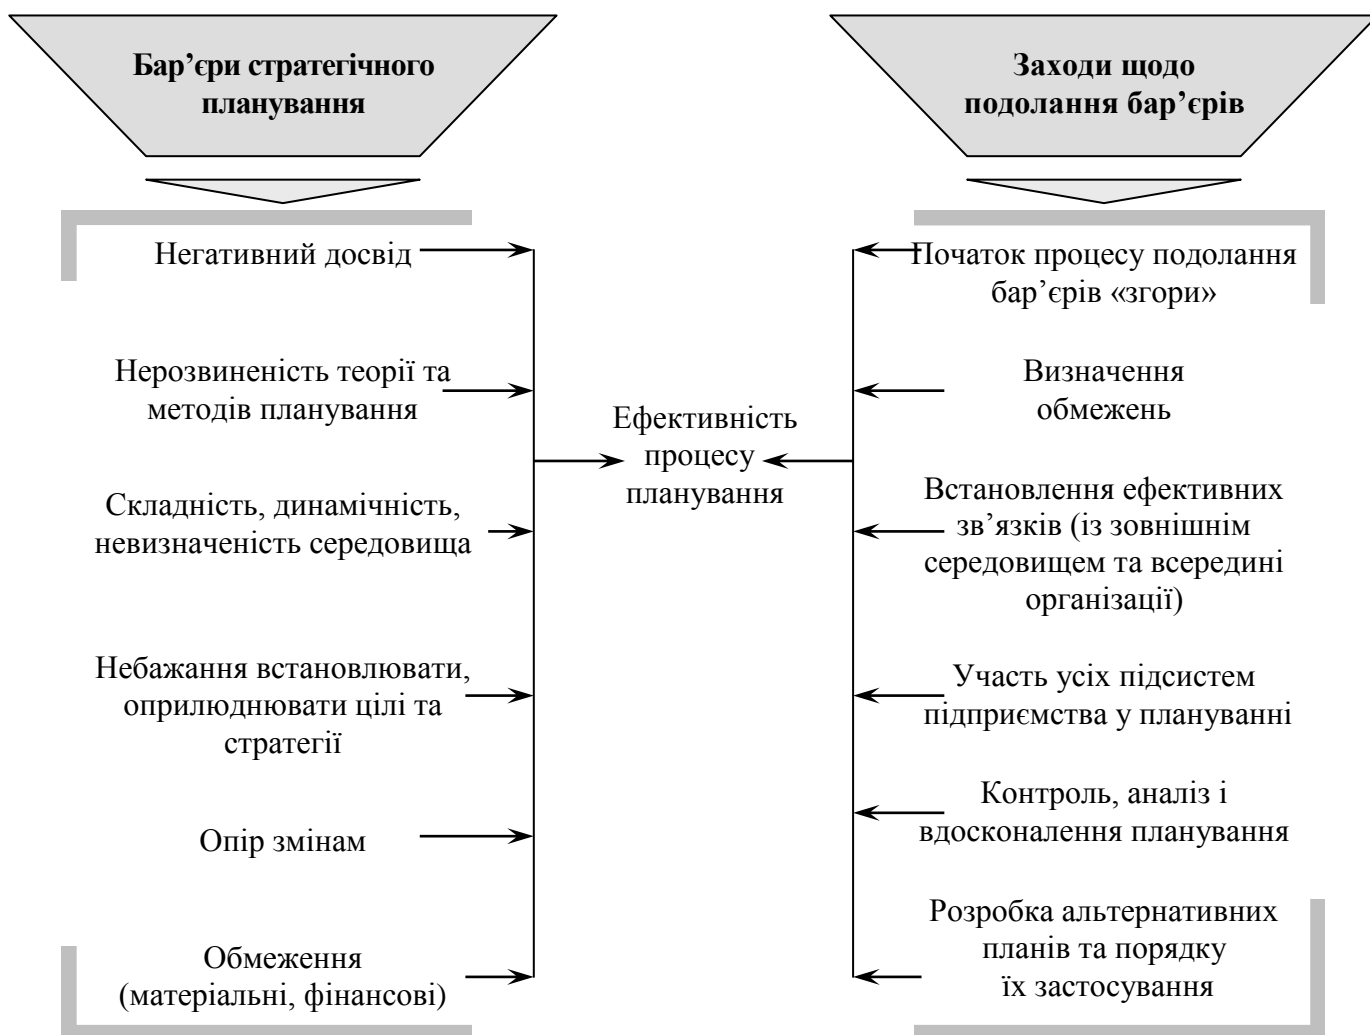 Бар’єри стратегічного
планування
Негативний досвід
Нерозвиненість теорії та
методів планування
Складність, динамічність,
невизначеність середовища
Небажання встановлювати,
оприлюднювати цілі та
стратегії
Опір змінам
Обмеження
(матеріальні, фінансові)
Ефективність
процесу
планування
Заходи щодо
подолання бар’єрів
Початок процесу подолання
бар’єрів «згори»
Визначення
обмежень
Встановлення ефективних
зв’язків (із зовнішнім
середовищем та всередині
організації)
Участь усіх підсистем
підприємства у плануванні
Контроль, аналіз і
вдосконалення планування
Розробка альтернативних
планів та порядку
їх застосування